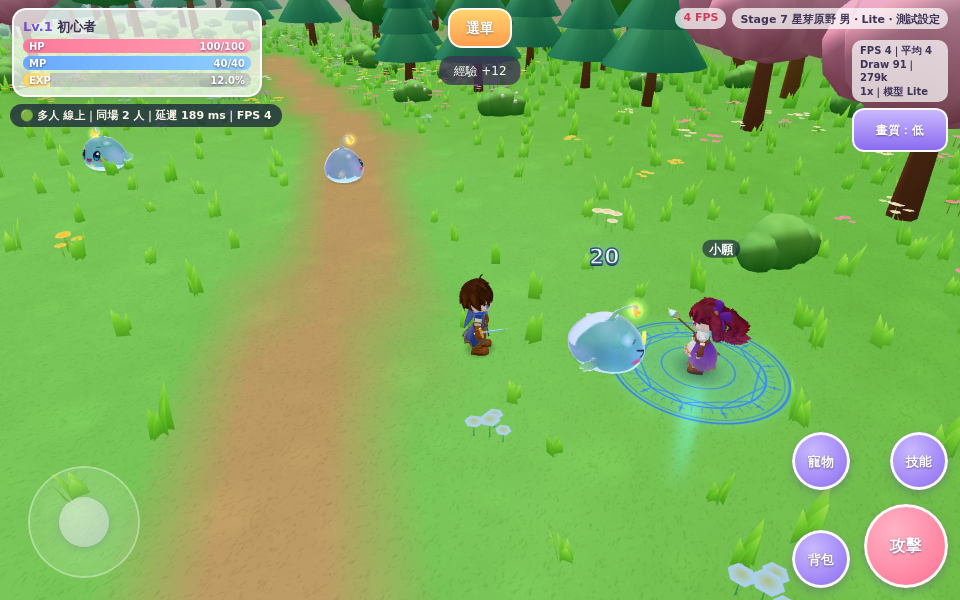 Lv.1 初心者
HP 100/100
MP 40/40
EXP 12.0%
🟢 多人 線上 | 同場 2 人 | 延遲 189 ms | FPS 4
選單
經驗 +12
4 FPS
Stage 7 星芽原野 男・Lite・測試設定
FPS 4 | 平均 4
Draw 91 |
279k
1x | 模型 Lite
畫質：低
20
小願
寵物
技能
背包
攻擊